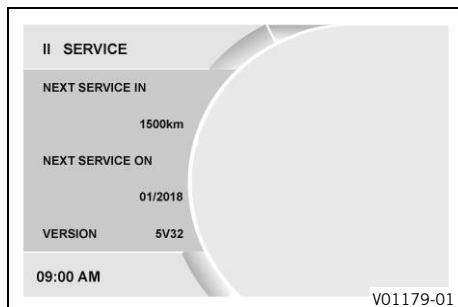 II SERVICE
NEXT SERVICE IN
1500km
NEXT SERVICE ON
01/2018
VERSION 5V32
09:00 AM
V01179-01